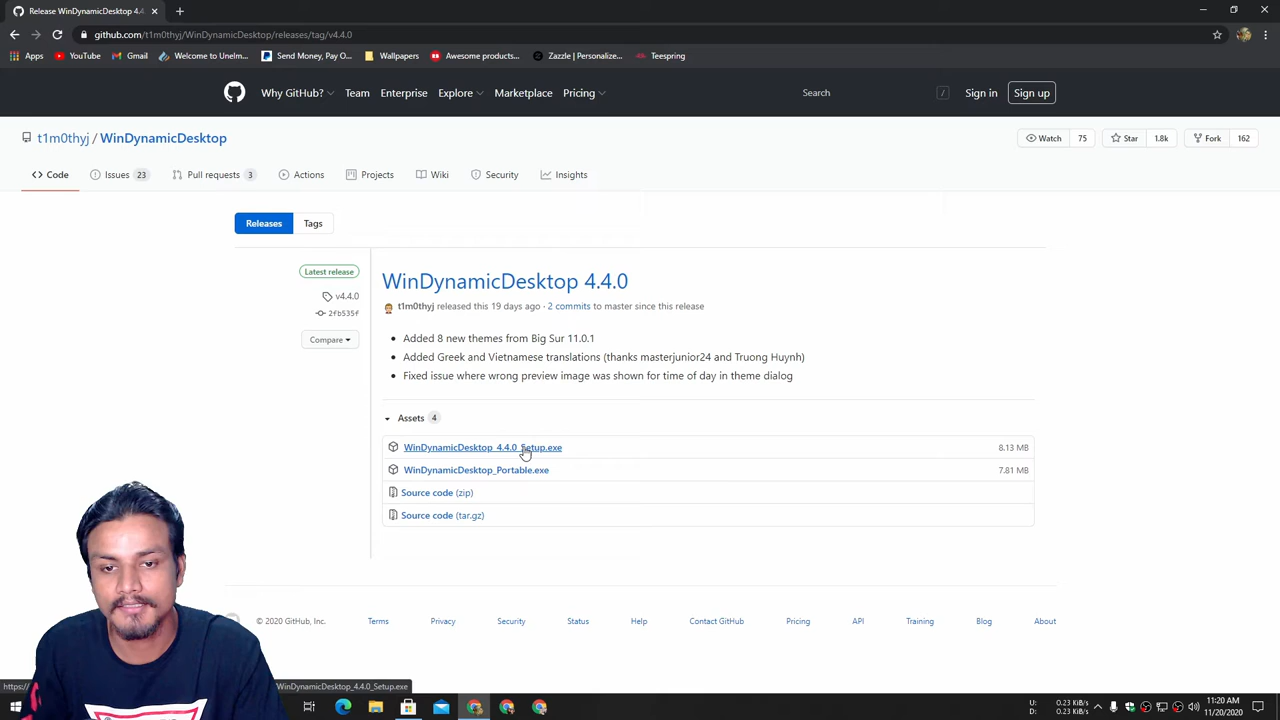 Release WinDynamicDesktop 4.4
github.com/t1m0thyj/WinDynamicDesktop/releases/tag/v4.4.0
Apps YouTube Gmail Welcome to Unelm... Send Money, Pay O... Wallpapers Awesome products... Zazzle | Personalize... Teespring
Why GitHub? Team Enterprise Explore Marketplace Pricing Search / Sign in Sign up
t1m0thyj / WinDynamicDesktop Watch 75 Star 1.8k Fork 162
Code Issues 23 Pull requests 3 Actions Projects Wiki Security Insights
Releases Tags
Latest release
v4.4.0
2fb535f
Compare
WinDynamicDesktop 4.4.0
t1m0thyj released this 19 days ago · 2 commits to master since this release
Added 8 new themes from Big Sur 11.0.1
Added Greek and Vietnamese translations (thanks masterjunior24 and Truong Huynh)
Fixed issue where wrong preview image was shown for time of day in theme dialog
Assets 4
WinDynamicDesktop_4.4.0_Setup.exe 8.13 MB
WinDynamicDesktop_Portable.exe 7.81 MB
Source code (zip)
Source code (tar.gz)
© 2020 GitHub, Inc. Terms Privacy Security Status Help Contact GitHub Pricing API Training Blog About
https:// WinDynamicDesktop_4.4.0_Setup.exe
U: 0.23 KiB/s
D: 0.23 KiB/s
11:20 AM
11/20/2020